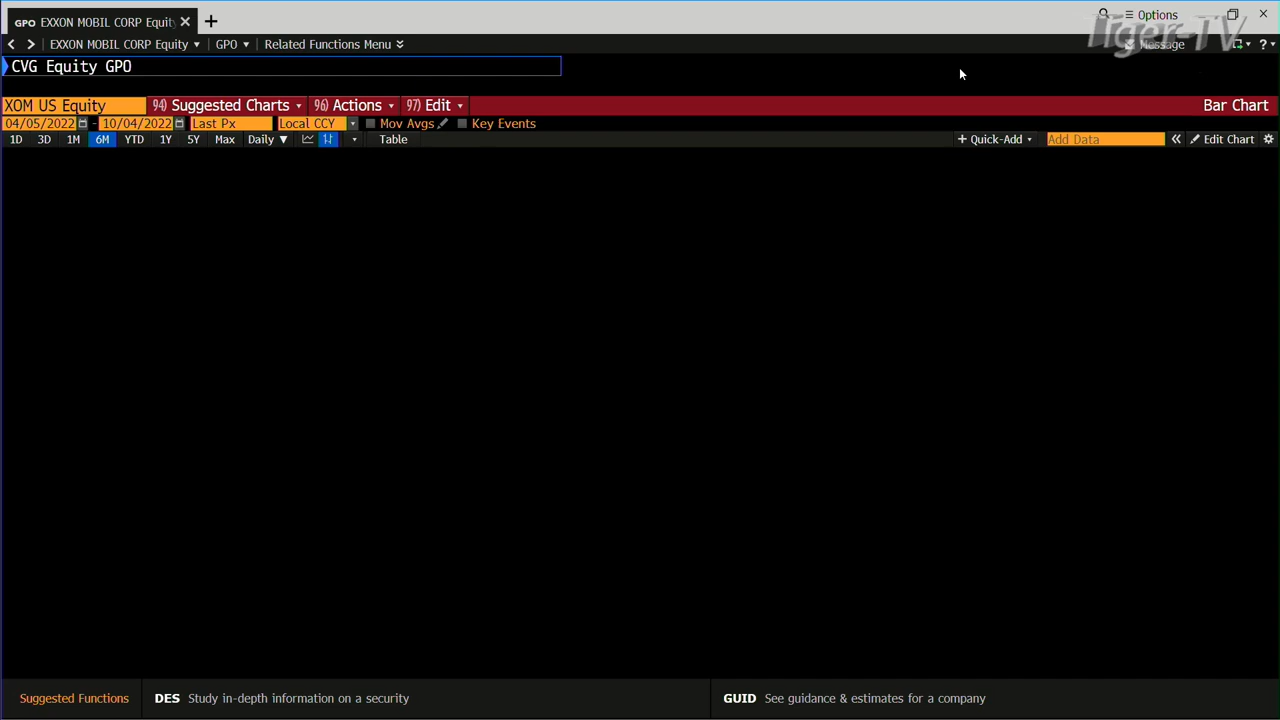 GPO EXXON MOBIL CORP Equity
Options
Tiger-TV
EXXON MOBIL CORP Equity GPO Related Functions Menu Message ?
CVG Equity GPO
XOM US Equity 94) Suggested Charts 96) Actions 97) Edit Bar Chart
04/05/2022 - 10/04/2022 Last Px Local CCY Mov Avgs Key Events
1D 3D 1M 6M YTD 1Y 5Y Max Daily Table + Quick-Add Add Data « Edit Chart
Suggested Functions DES Study in-depth information on a security GUID See guidance & estimates for a company